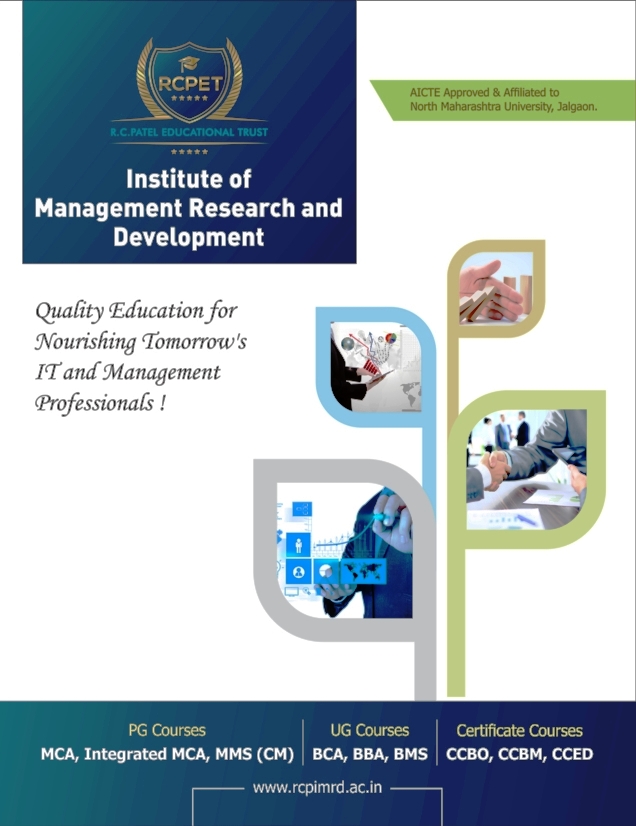 RCPET
R.C.PATEL EDUCATIONAL TRUST
Institute of
Management Research and
Development
AICTE Approved & Affiliated to
North Maharashtra University, Jalgaon.
Quality Education for
Nourishing Tomorrow's
IT and Management
Professionals !
PG Courses
MCA, Integrated MCA, MMS (CM)
UG Courses
BCA, BBA, BMS
Certificate Courses
CCBO, CCBM, CCED
www.rcpimrd.ac.in